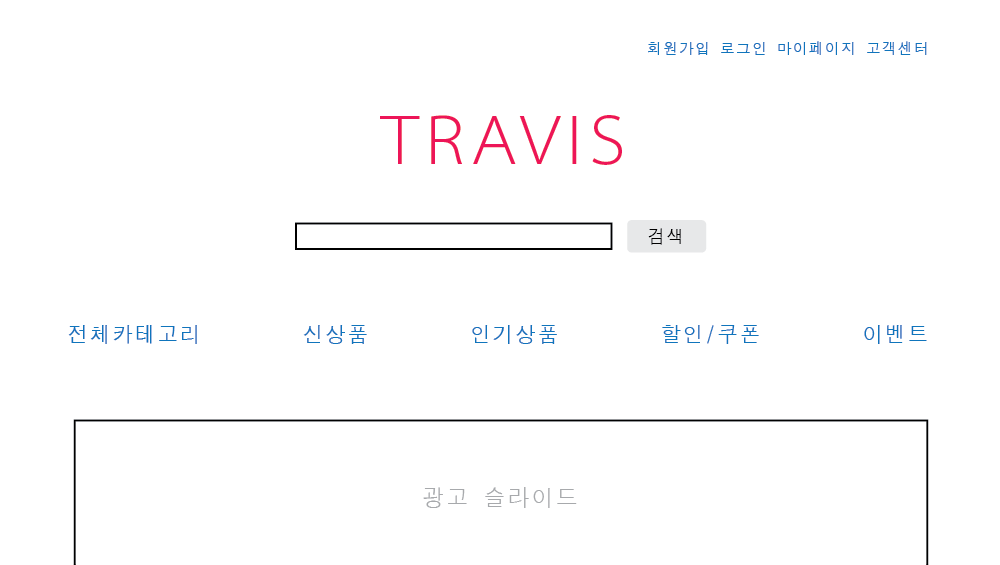 회원가입 로그인 마이페이지 고객센터
TRAVIS
검색
전체카테고리 신상품 인기상품 할인/쿠폰 이벤트
광고 슬라이드